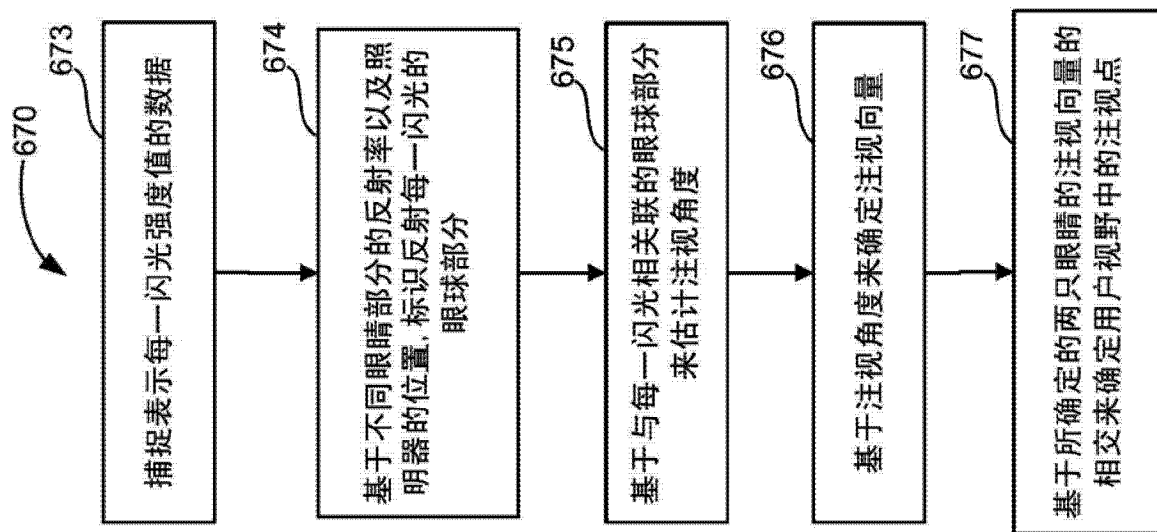 670
673
捕捉表示每一闪光强度值的数据
674
基于不同眼睛部分的反射率以及照
明器的位置,标识反射每一闪光的
眼球部分
675
基于与每一闪光相关联的眼球部分
来估计注视角度
676
基于注视角度来确定注视向量
677
基于所确定的两只眼睛的注视向量的
相交来确定用户视野中的注视点